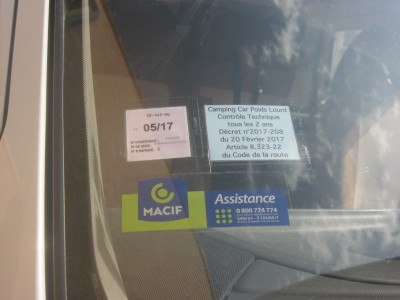 05/17
Camping Car Poids Lourd
Contrôle Technique
tous les 2 ans
Décret n°2017-208
du 20 Février 2017
Article R,323-22
du Code de la route
MACIF
Assistance
0 800 774 774